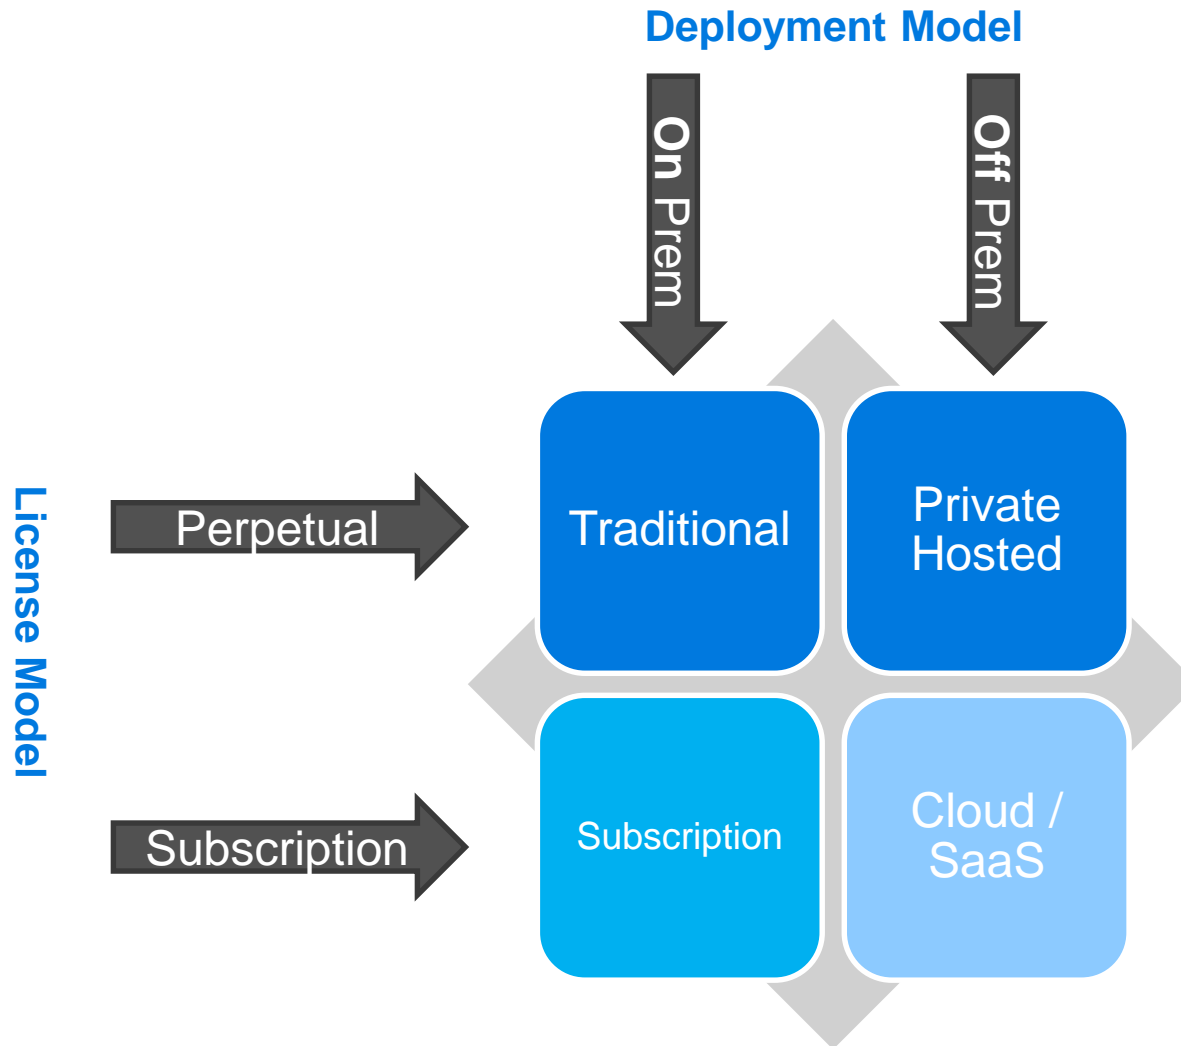 Deployment Model
On Prem
Off Prem
License Model
Perpetual
Traditional
Private
Hosted
Subscription
Subscription
Cloud /
SaaS